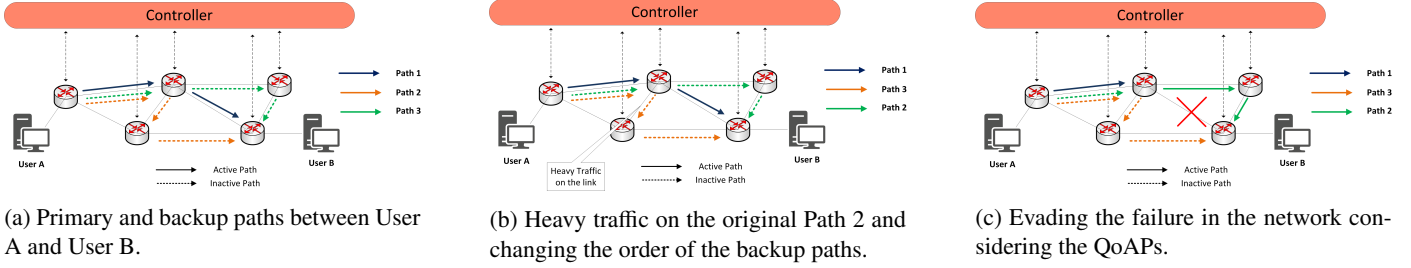 Controller
Path 1
Path 2
Path 3
User A
User B
Active Path
Inactive Path
(a) Primary and backup paths between User
A and User B.
Controller
Path 1
Path 3
Path 2
User A
User B
Heavy Traffic
on the link
Active Path
Inactive Path
(b) Heavy traffic on the original Path 2 and
changing the order of the backup paths.
Controller
Path 1
Path 3
Path 2
User A
User B
Active Path
Inactive Path
(c) Evading the failure in the network con-
sidering the QoAPs.